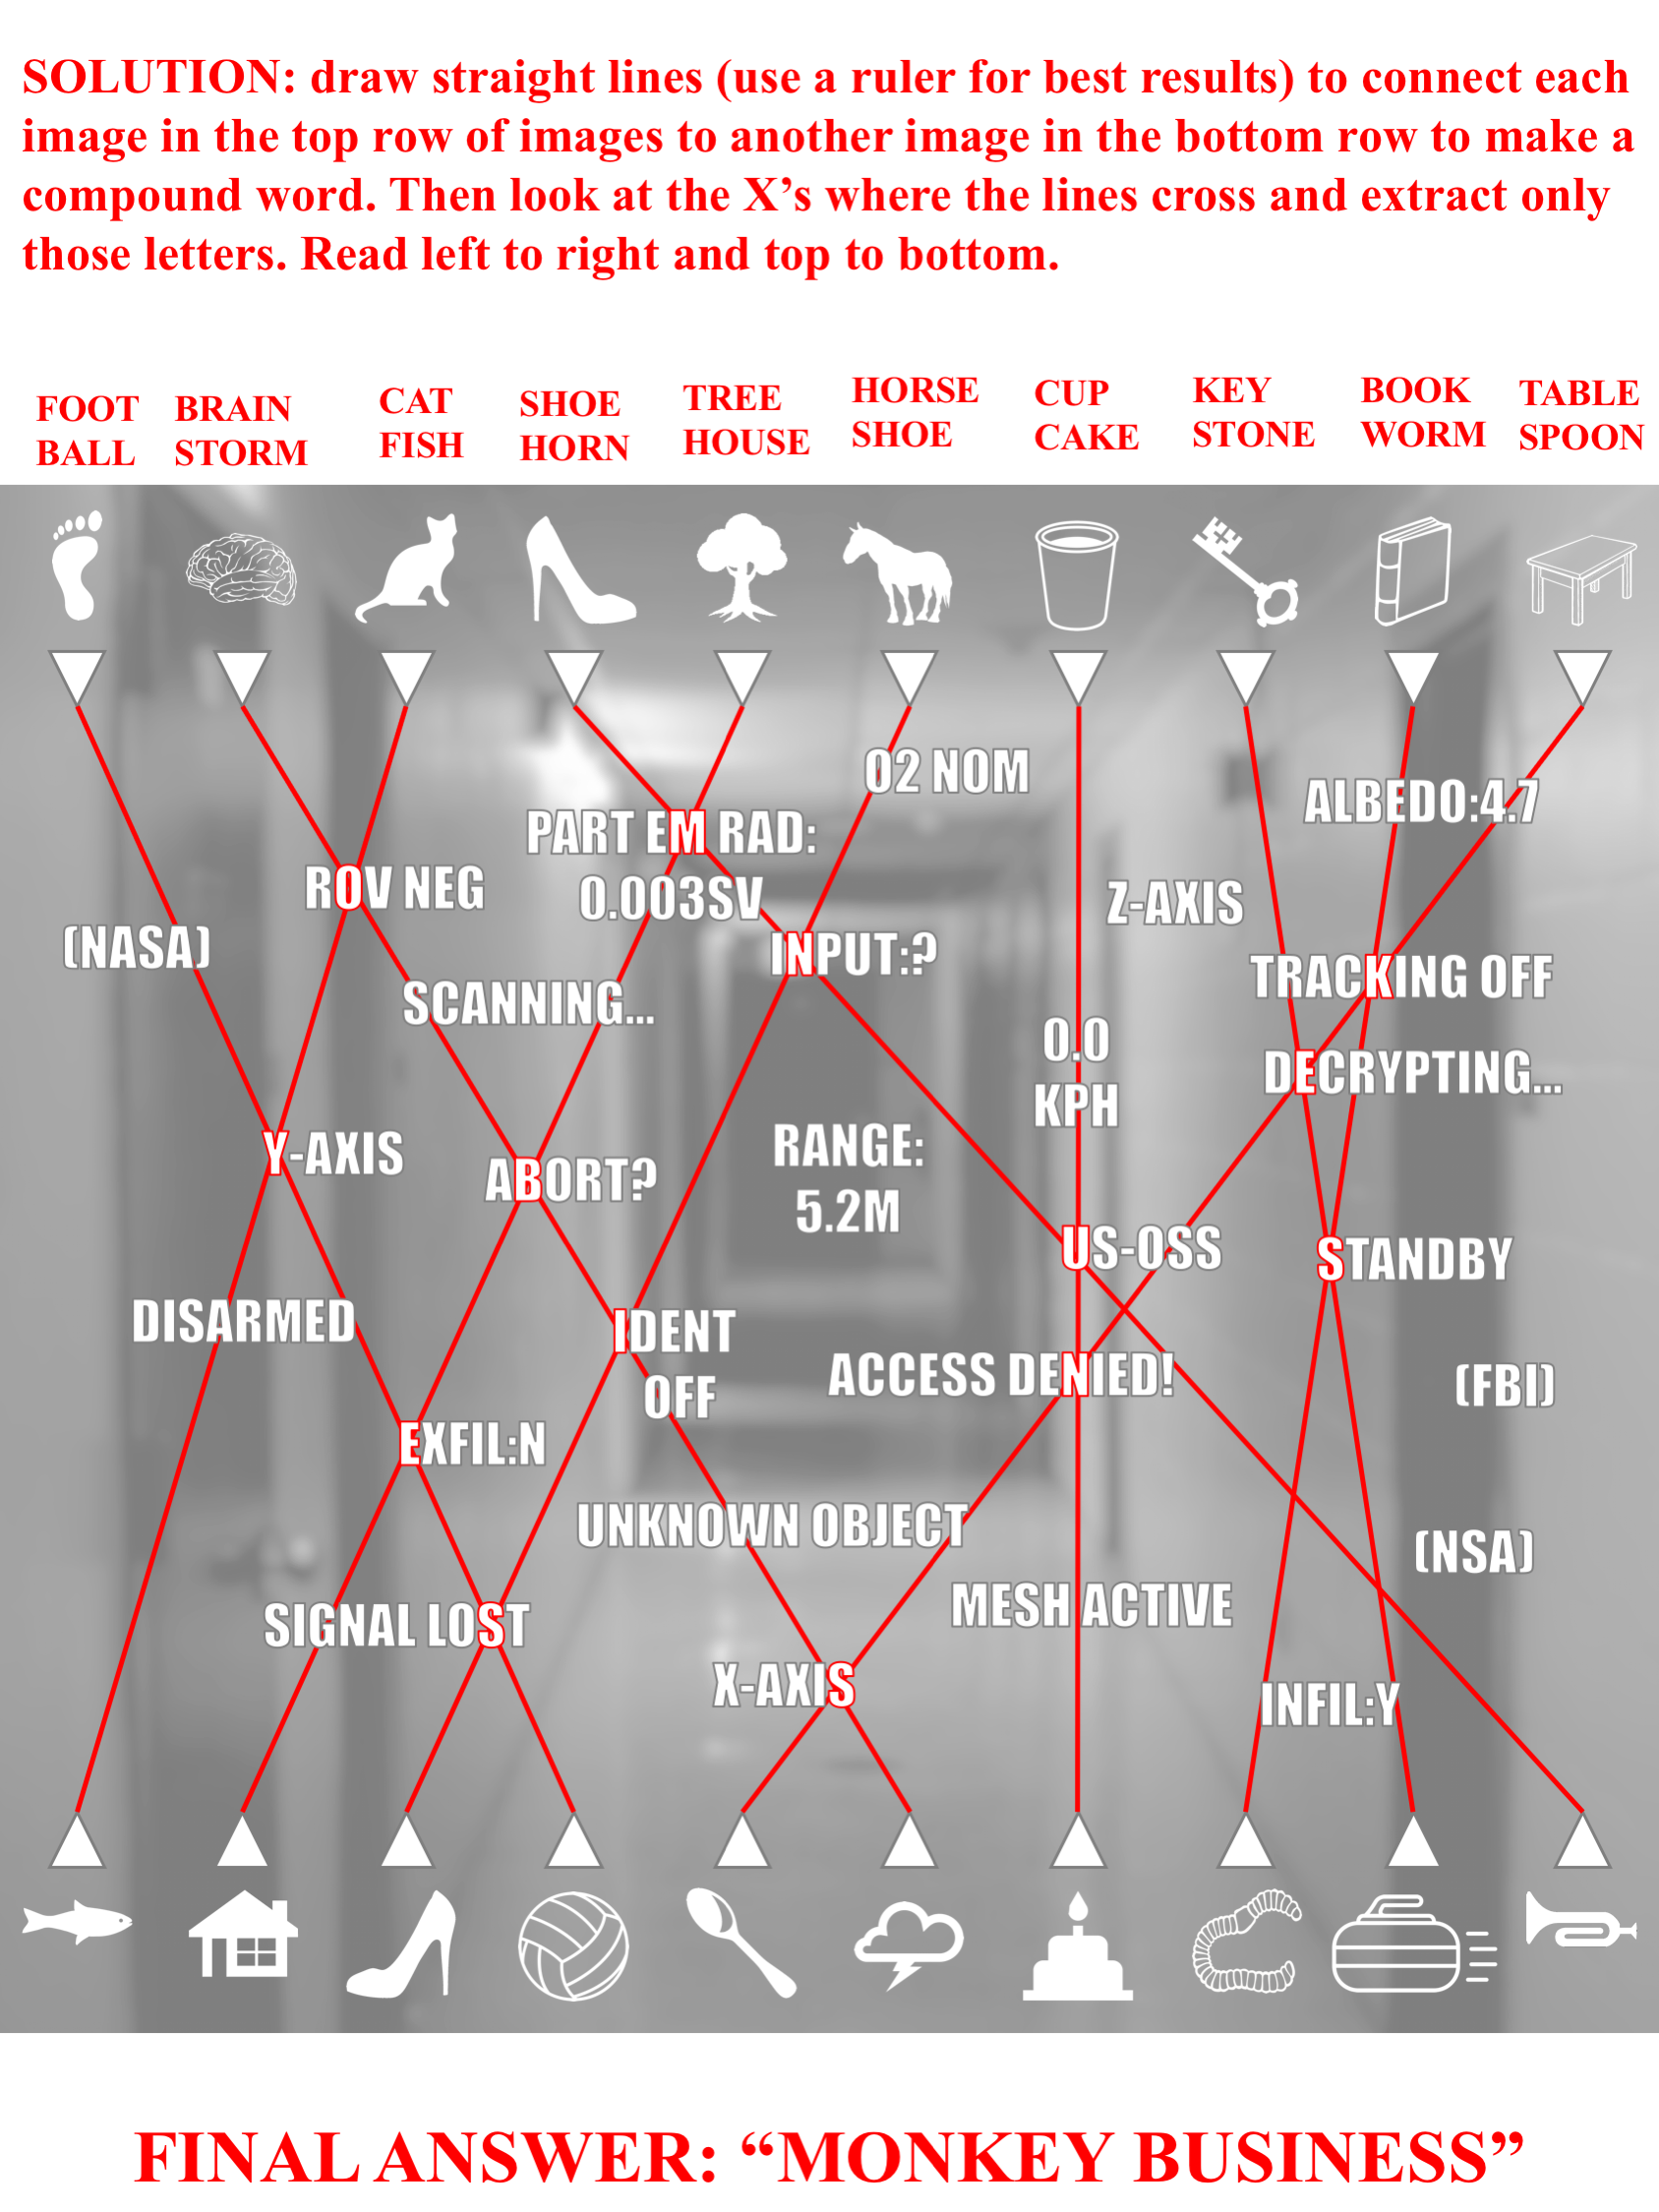 SOLUTION: draw straight lines (use a ruler for best results) to connect each
image in the top row of images to another image in the bottom row to make a
compound word. Then look at the X’s where the lines cross and extract only
those letters. Read left to right and top to bottom.
FOOT
BALL
BRAIN
STORM
CAT
FISH
SHOE
HORN
TREE
HOUSE
HORSE
SHOE
CUP
CAKE
KEY
STONE
BOOK
WORM
TABLE
SPOON
O2 NOM
ALBEDO:4.7
PART EM RAD:
0.003SV
ROV NEG
Z-AXIS
(NASA)
INPUT:?
TRACKING OFF
SCANNING...
0.0
KPH
DECRYPTING...
Y-AXIS
ABORT?
RANGE:
5.2M
US-OSS
STANDBY
DISARMED
IDENT
OFF
ACCESS DENIED!
(FBI)
EXFIL:N
UNKNOWN OBJECT
(NSA)
MESH ACTIVE
SIGNAL LOST
X-AXIS
INFIL:Y
FINAL ANSWER: “MONKEY BUSINESS”